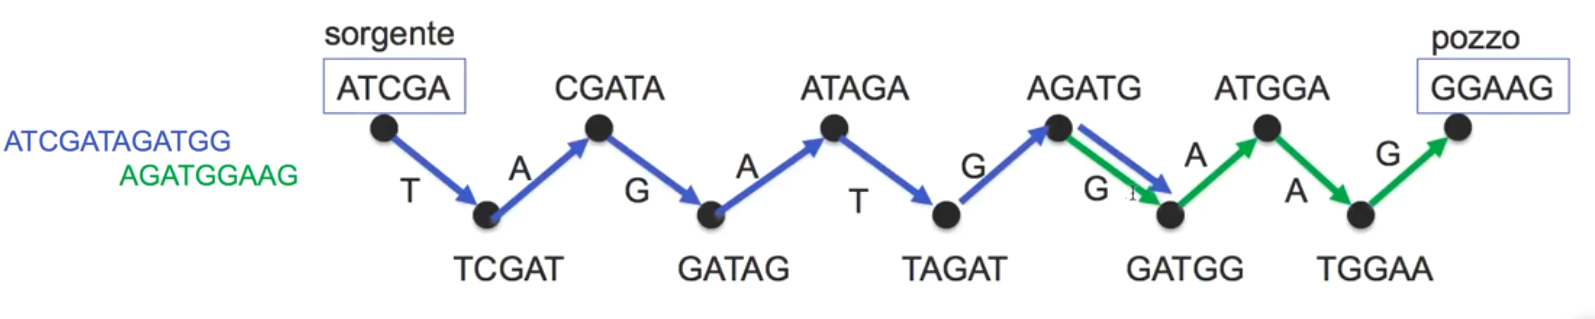 sorgente
pozzo
ATCGA CGATA ATAGA AGATG ATGGA GGAAG
ATCGATAGATGG
AGATGGAAG
T A G A T G G A A G
TCGAT GATAG TAGAT GATGG TGGAA